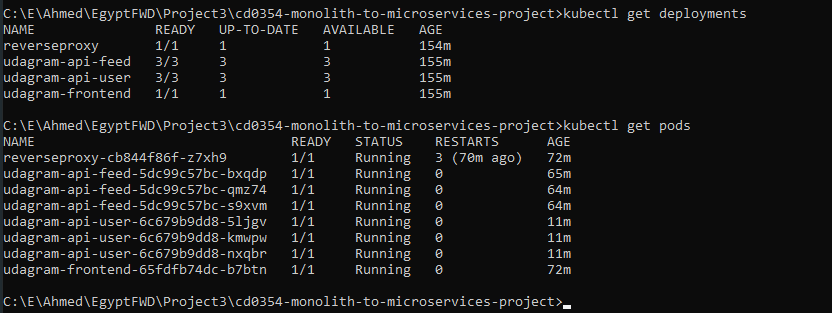 C:\E\Ahmed\EgyptFWD\Project3\cd0354-monolith-to-microservices-project>kubectl get deployments
NAME READY UP-TO-DATE AVAILABLE AGE
reverseproxy 1/1 1 1 154m
udagram-api-feed 3/3 3 3 155m
udagram-api-user 3/3 3 3 155m
udagram-frontend 1/1 1 1 155m
C:\E\Ahmed\EgyptFWD\Project3\cd0354-monolith-to-microservices-project>kubectl get pods
NAME READY STATUS RESTARTS AGE
reverseproxy-cb844f86f-z7xh9 1/1 Running 3 (70m ago) 72m
udagram-api-feed-5dc99c57bc-bxqdp 1/1 Running 0 65m
udagram-api-feed-5dc99c57bc-qmz74 1/1 Running 0 64m
udagram-api-feed-5dc99c57bc-s9xvm 1/1 Running 0 64m
udagram-api-user-6c679b9dd8-5ljgv 1/1 Running 0 11m
udagram-api-user-6c679b9dd8-kmwpw 1/1 Running 0 11m
udagram-api-user-6c679b9dd8-nxqbr 1/1 Running 0 11m
udagram-frontend-65fdfb74dc-b7btn 1/1 Running 0 72m
C:\E\Ahmed\EgyptFWD\Project3\cd0354-monolith-to-microservices-project>